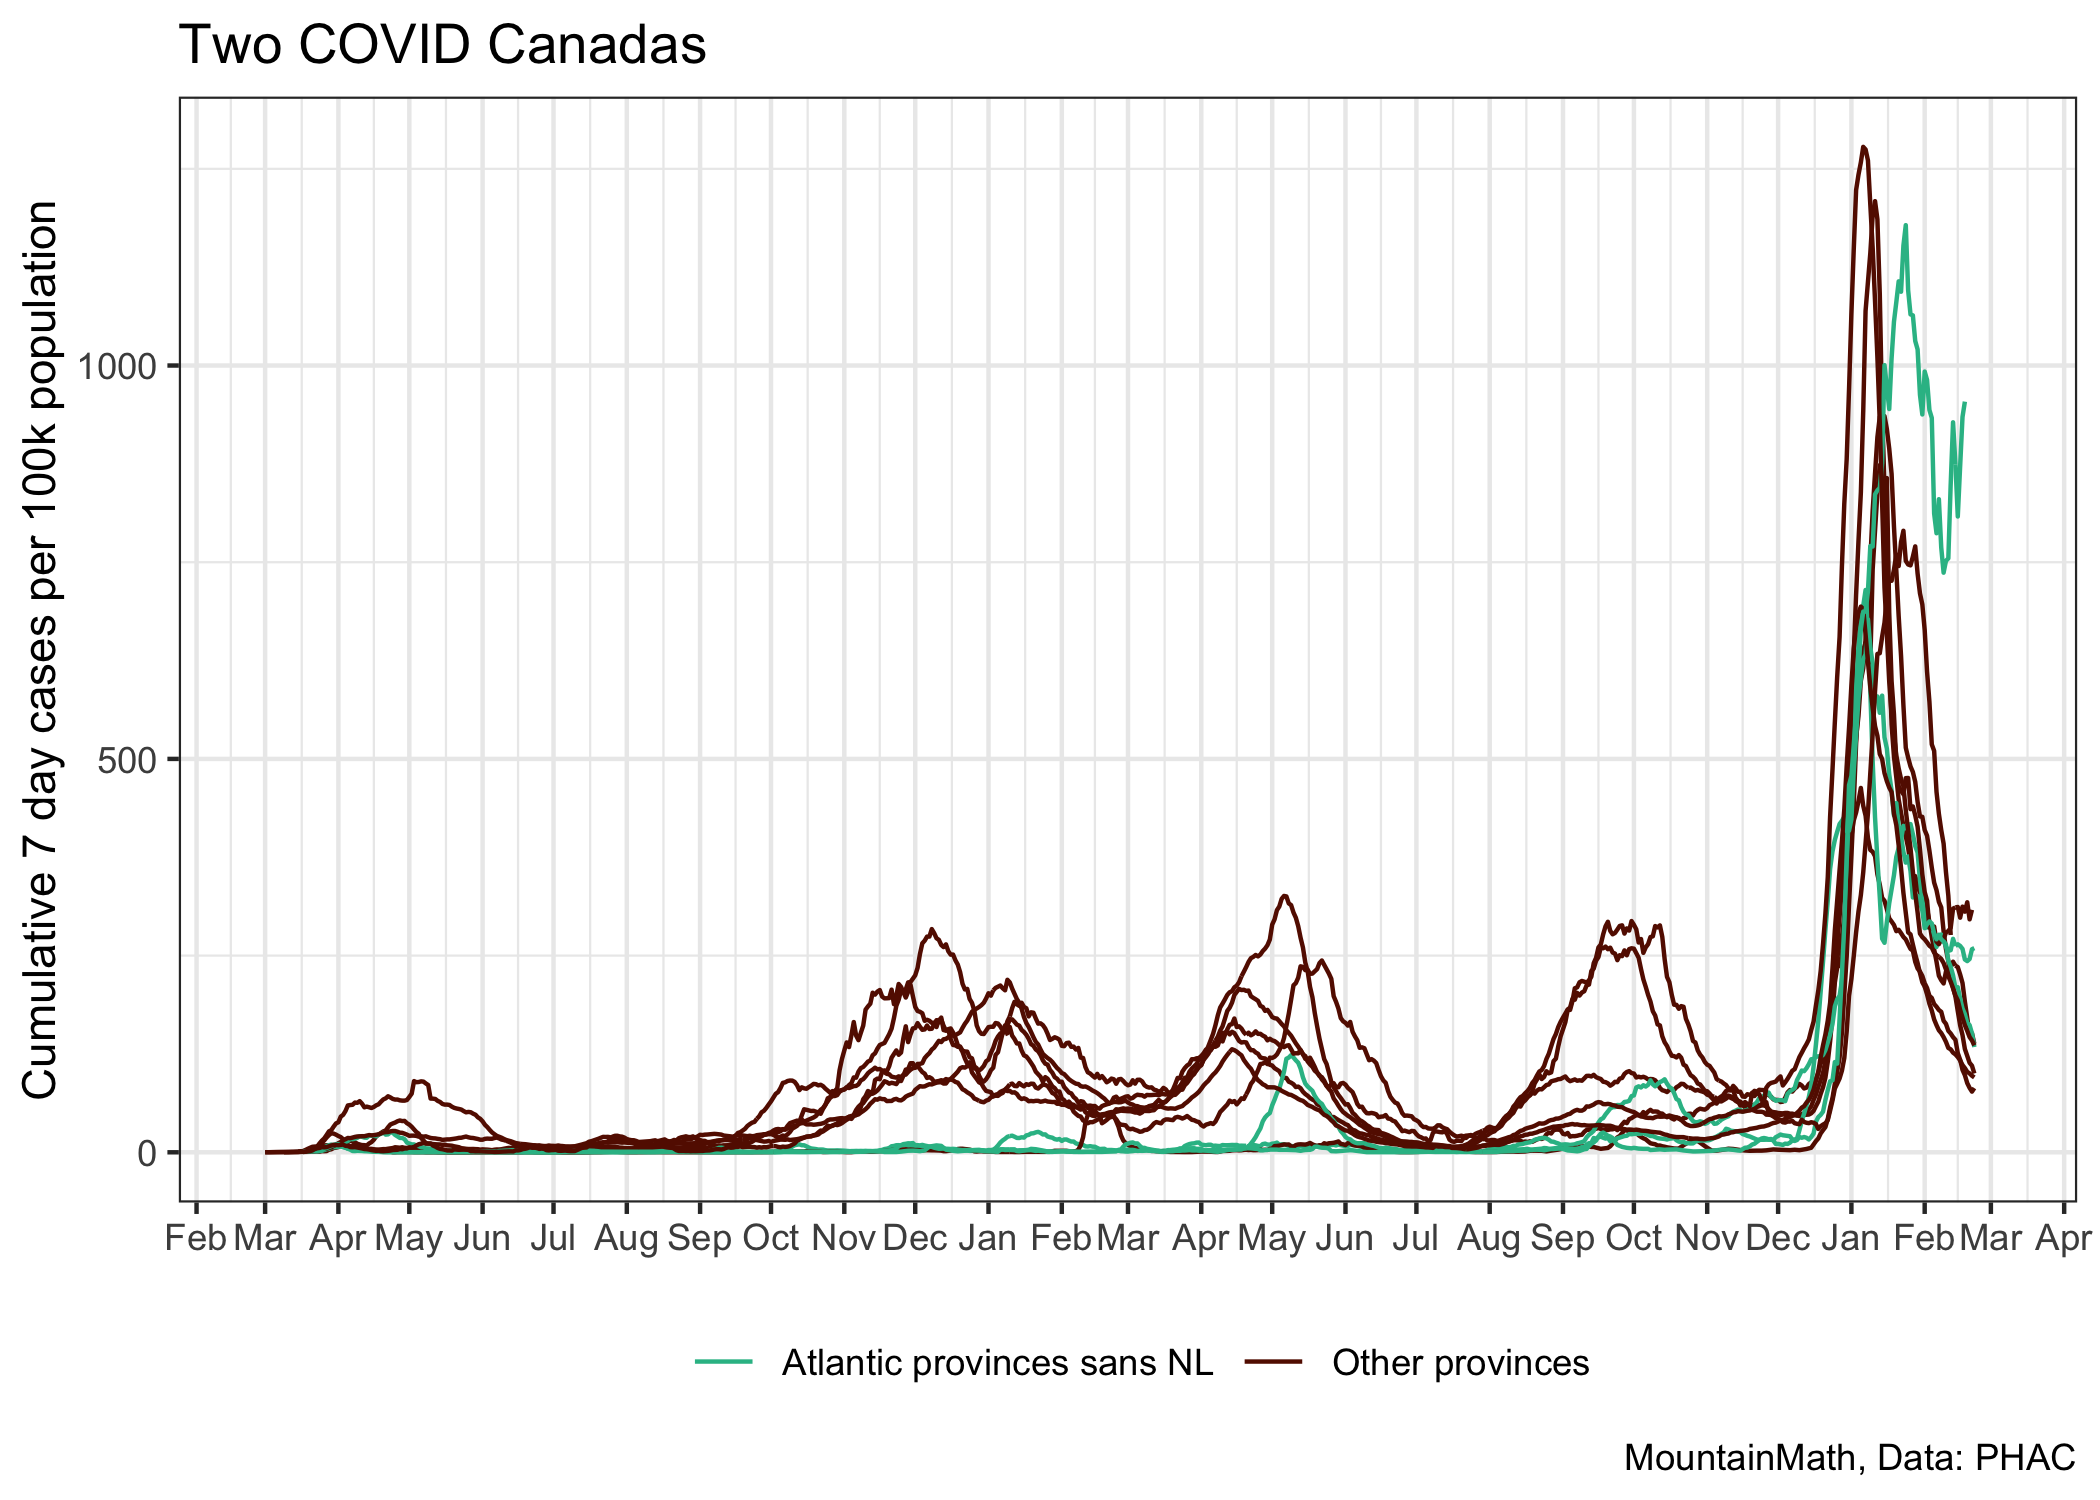 Two COVID Canadas
Cumulative 7 day cases per 100k population
1000
500
0
Feb Mar Apr May Jun Jul Aug Sep Oct Nov Dec Jan Feb Mar Apr May Jun Jul Aug Sep Oct Nov Dec Jan Feb Mar Apr
Atlantic provinces sans NL Other provinces
MountainMath, Data: PHAC